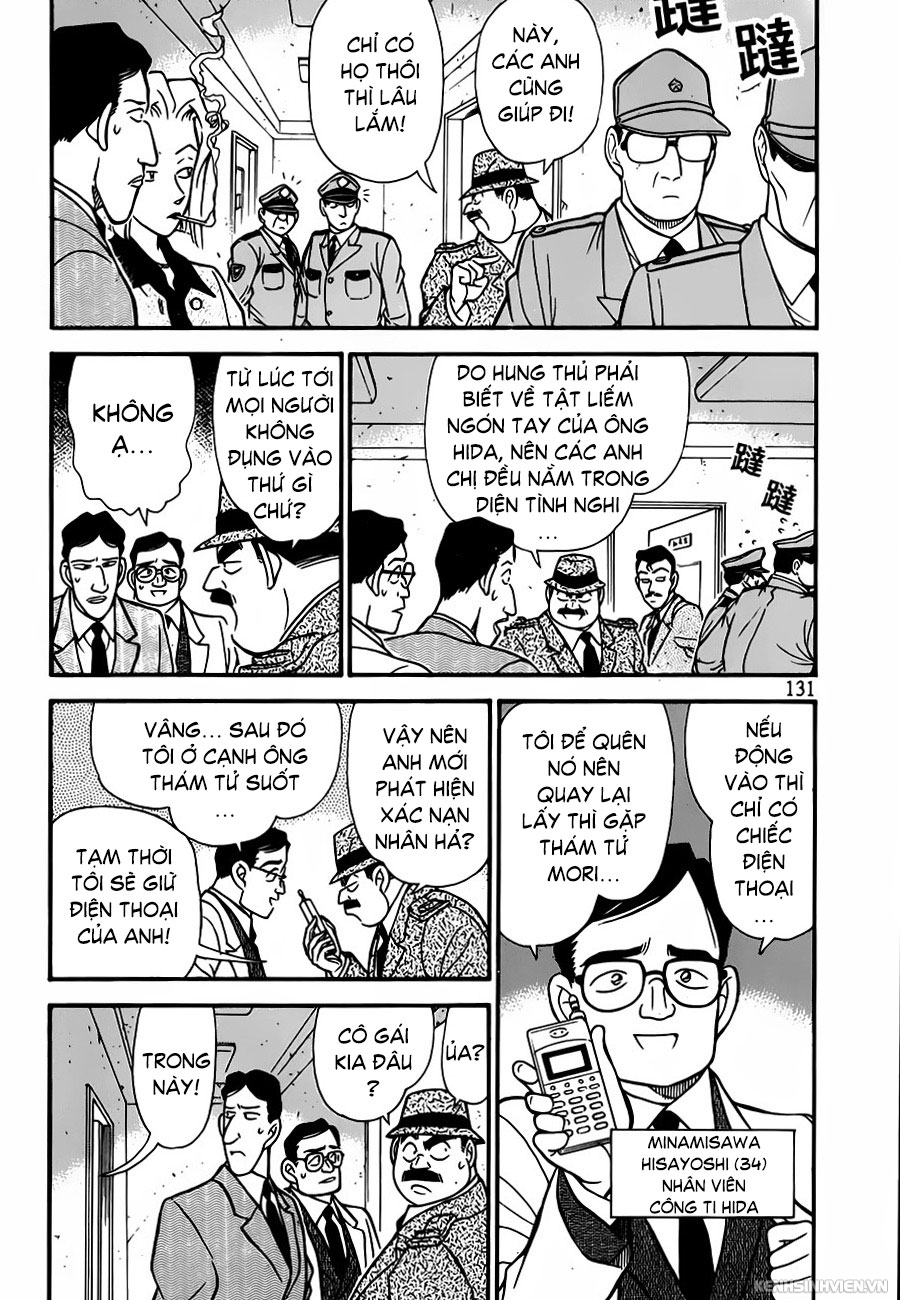 躂
躂
NÀY,
CÁC ANH
CŨNG
GIÚP ĐI!
CHỈ CÓ
HỌ THÔI
THÌ LÂU
LẮM!
DO HUNG THỦ PHẢI
BIẾT VỀ TẬT LIẾM
NGÓN TAY CỦA ÔNG
HIDA, NÊN CÁC ANH
CHỊ ĐỀU NẰM TRONG
DIỆN TÌNH NGHI
...
躂
躂
TỪ LÚC TỚI
MỌI NGƯỜI
KHÔNG
ĐỤNG VÀO
THỨ GÌ
CHỨ?
KHÔNG
Ạ...
131
NẾU
ĐỘNG
VÀO THÌ
CHỈ CÓ
CHIẾC
ĐIỆN
THOẠI
...
TÔI ĐỂ QUÊN
NÓ NÊN
QUAY LẠI
LẤY THÌ GẶP
THÁM TỬ
MORI...
MINAMISAWA
HISAYOSHI (34)
NHÂN VIÊN
CÔNG TI HIDA
VẬY NÊN
ANH MỚI
PHÁT HIỆN
XÁC NẠN
NHÂN HẢ?
VÂNG... SAU ĐÓ
TÔI Ở CẠNH ÔNG
THÁM TỬ SUỐT
...
TẠM THỜI
TÔI SẼ GIỮ
ĐIỆN THOẠI
CỦA ANH!
ỦA?
CÔ GÁI
KIA ĐÂU
?
TRONG
NÀY!
KENHSINHVIEN.VN